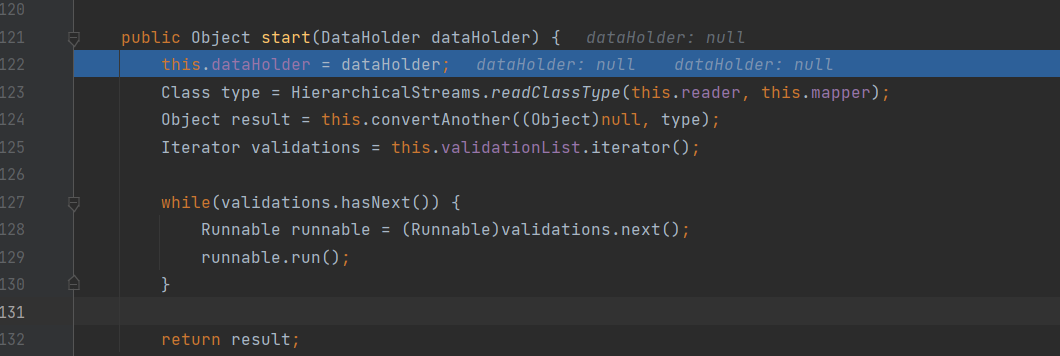 120
121 public Object start(DataHolder dataHolder) { dataHolder: null
122 this.dataHolder = dataHolder; dataHolder: null dataHolder: null
123 Class type = HierarchicalStreams.readClassType(this.reader, this.mapper);
124 Object result = this.convertAnother((Object)null, type);
125 Iterator validations = this.validationList.iterator();
126
127 while(validations.hasNext()) {
128 Runnable runnable = (Runnable)validations.next();
129 runnable.run();
130 }
131
132 return result;